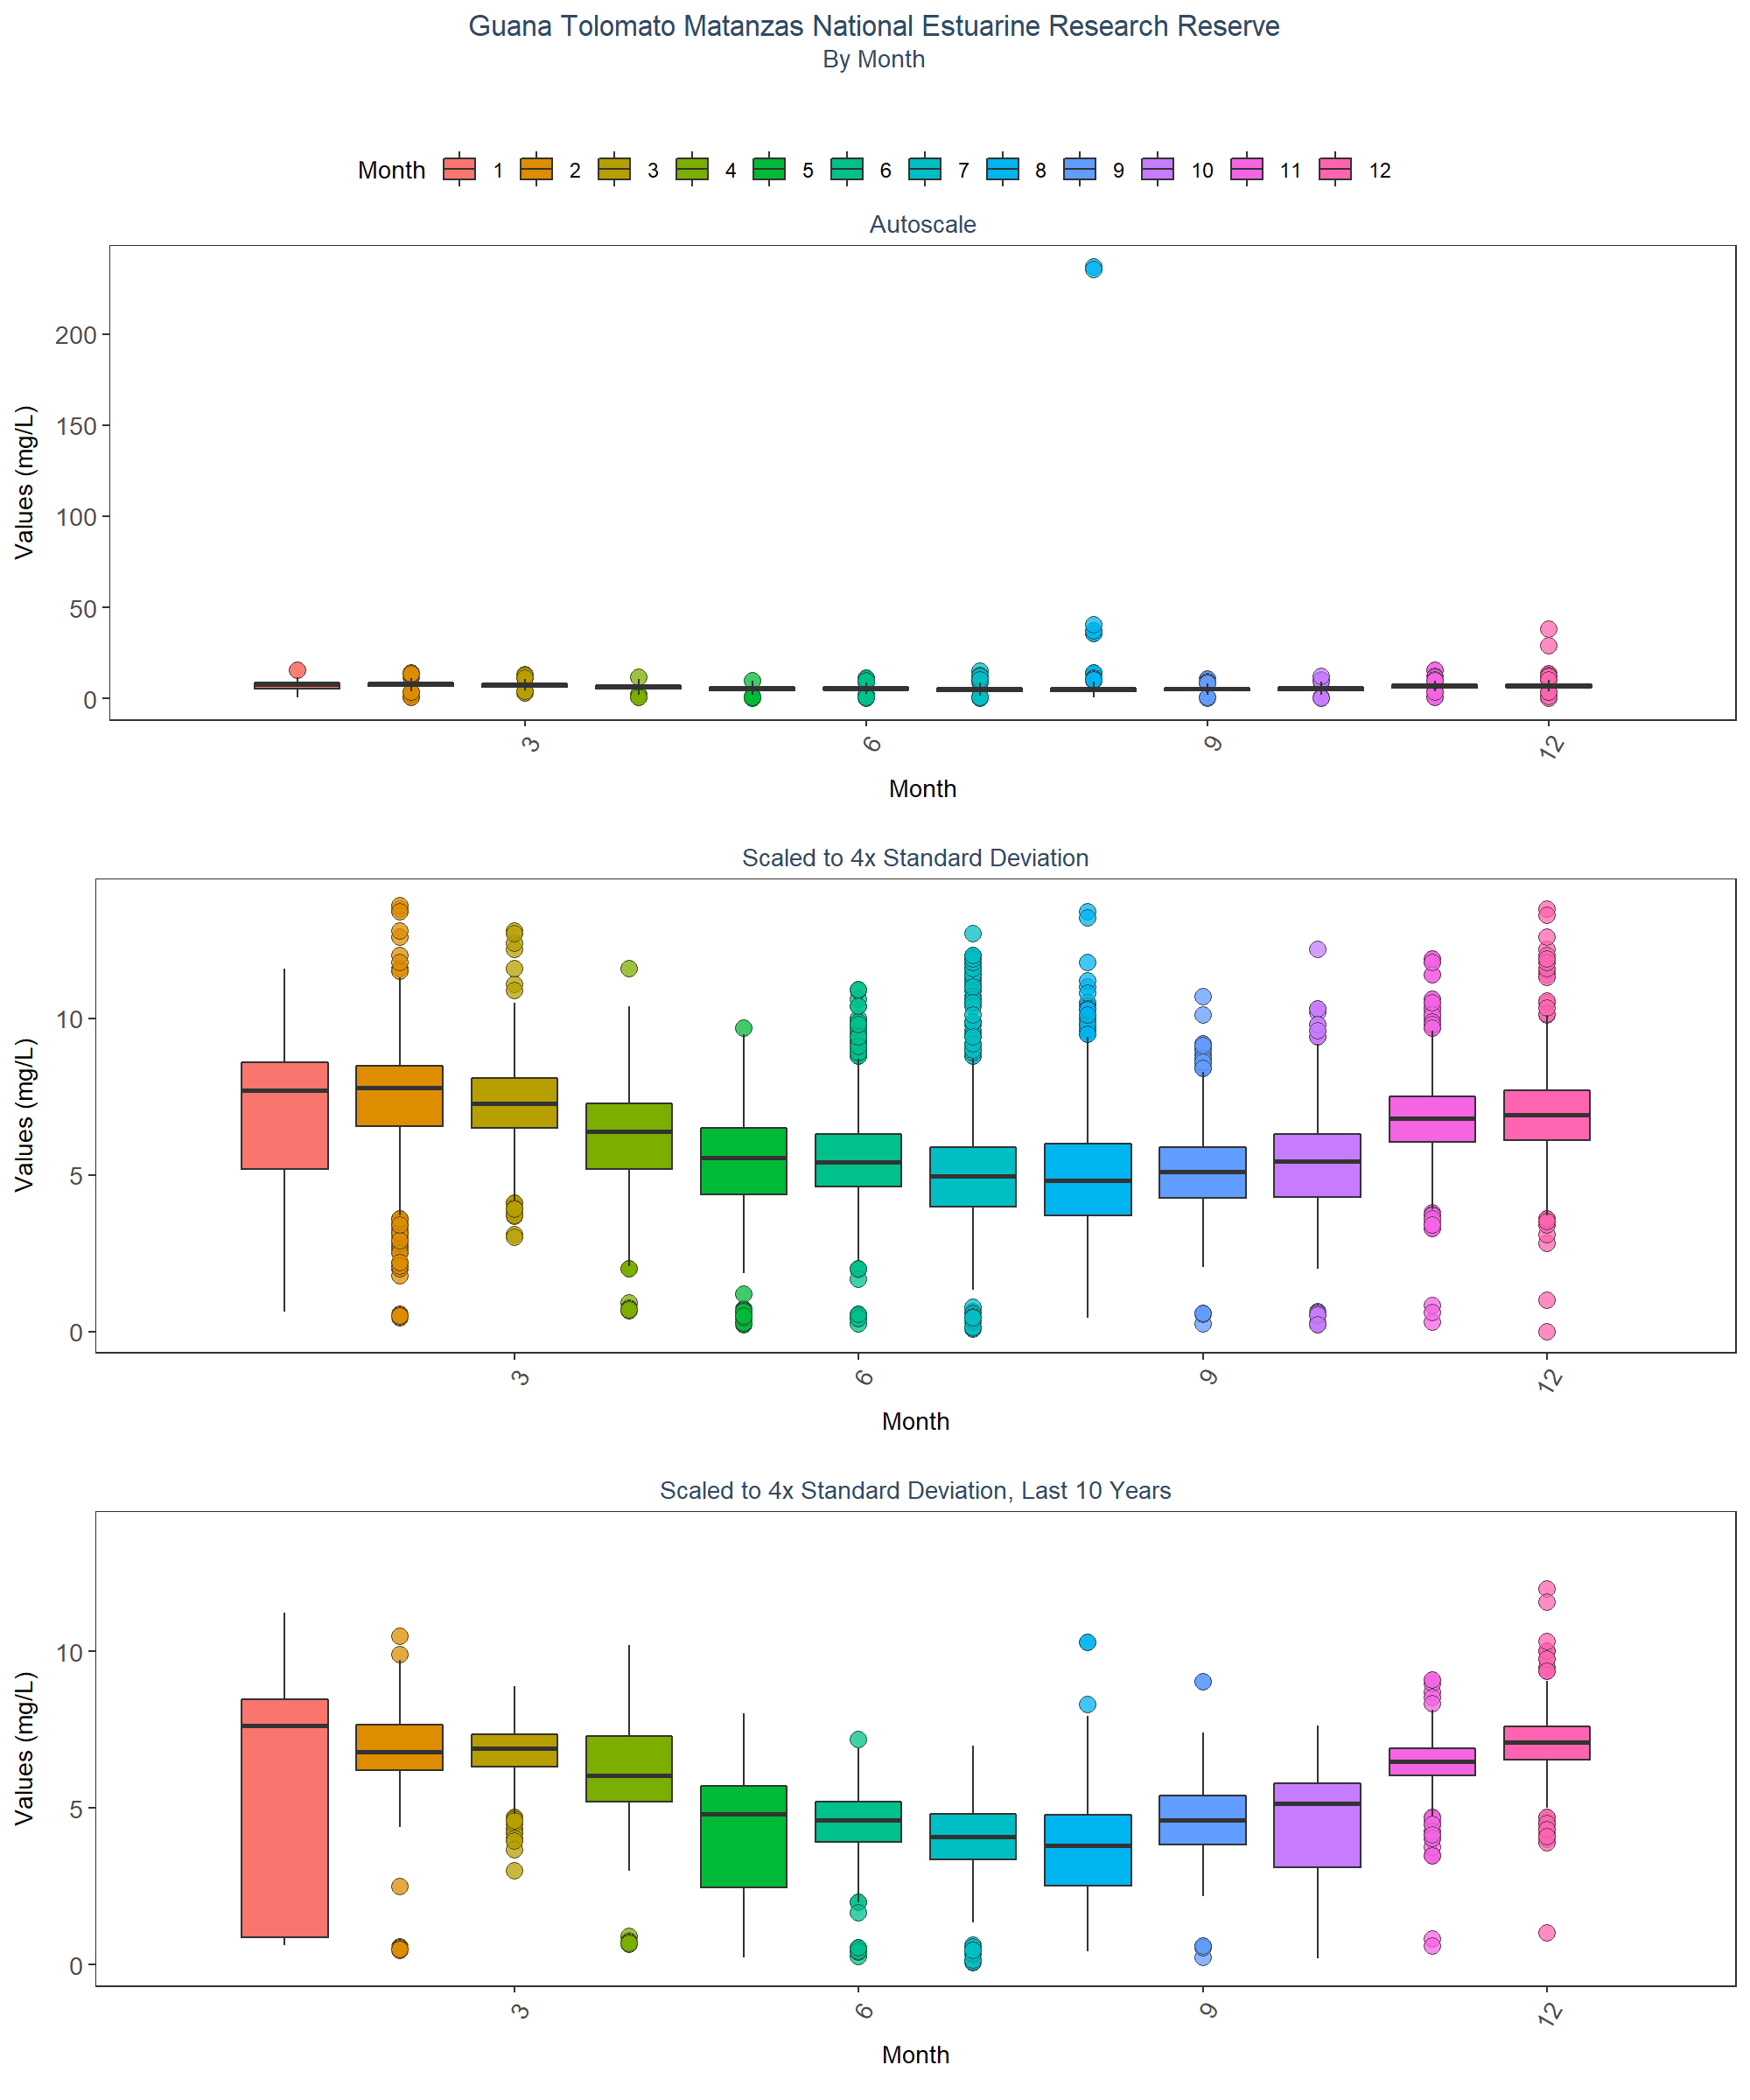 Guana Tolomato Matanzas National Estuarine Research Reserve
By Month
Month 1 2 3 4 5 6 7 8 9 10 11 12
Autoscale
Values (mg/L)
200
150
100
50
0
3 6 9 12
Month
Scaled to 4x Standard Deviation
Values (mg/L)
10
5
0
3 6 9 12
Month
Scaled to 4x Standard Deviation, Last 10 Years
Values (mg/L)
10
5
0
3 6 9 12
Month